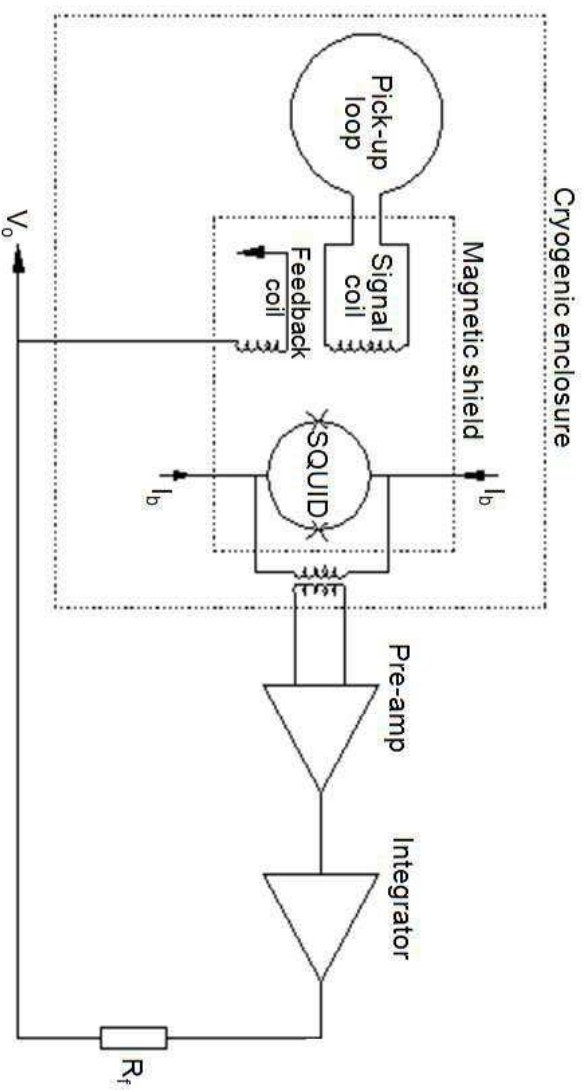 Cryogenic enclosure
Magnetic shield
Pick-up
loop
Signal
coil
Feedback
coil
SQUID
I_b
I_b
Pre-amp
Integrator
R_f
V_o